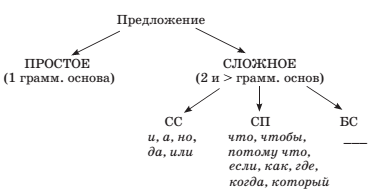 Предложение
ПРОСТОЕ
(1 грамм. основа)
СЛОЖНОЕ
(2 и > грамм. основ)
СС
и, а, но,
да, или
СП
что, чтобы,
потому что,
если, как, где,
когда, который
БС
___